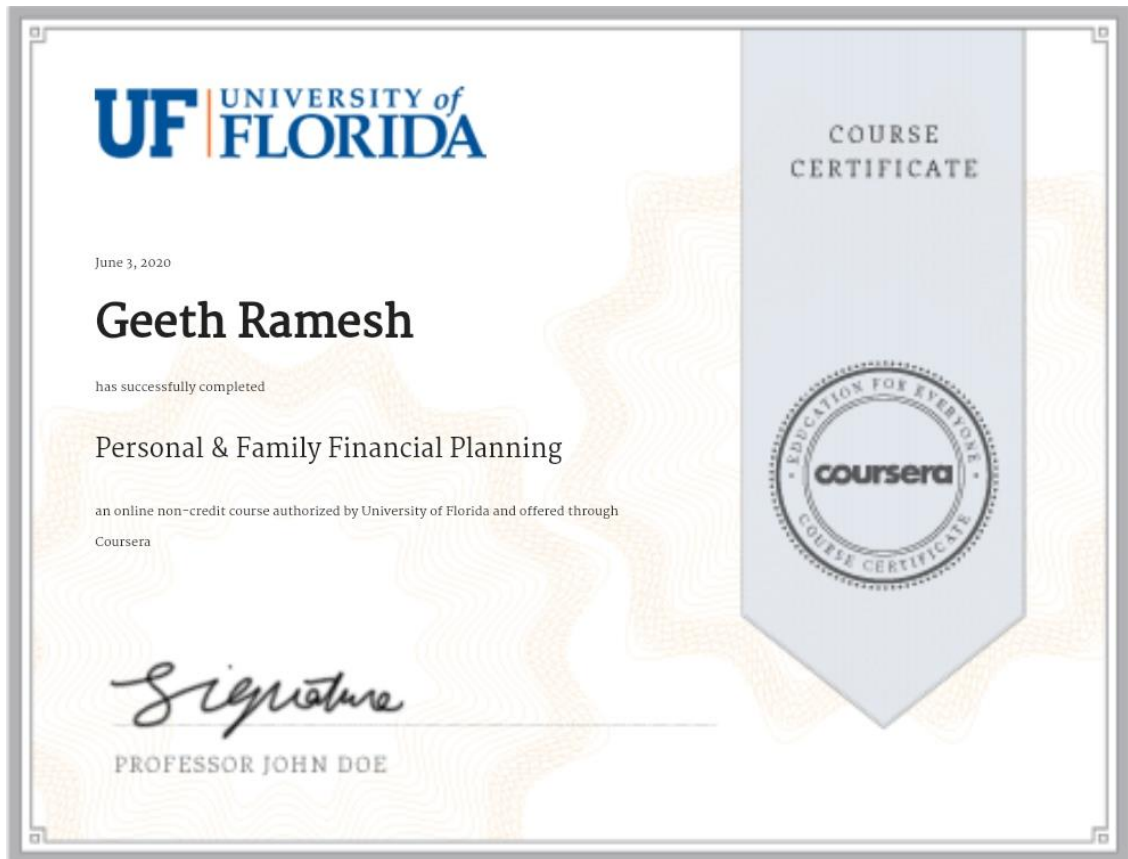 UF UNIVERSITY of
FLORIDA
COURSE
CERTIFICATE
June 3, 2020
Geeth Ramesh
has successfully completed
Personal & Family Financial Planning
an online non-credit course authorized by University of Florida and offered through
Coursera
EDUCATION FOR EVERYONE
coursera
COURSE CERTIFICATE
Signature
PROFESSOR JOHN DOE